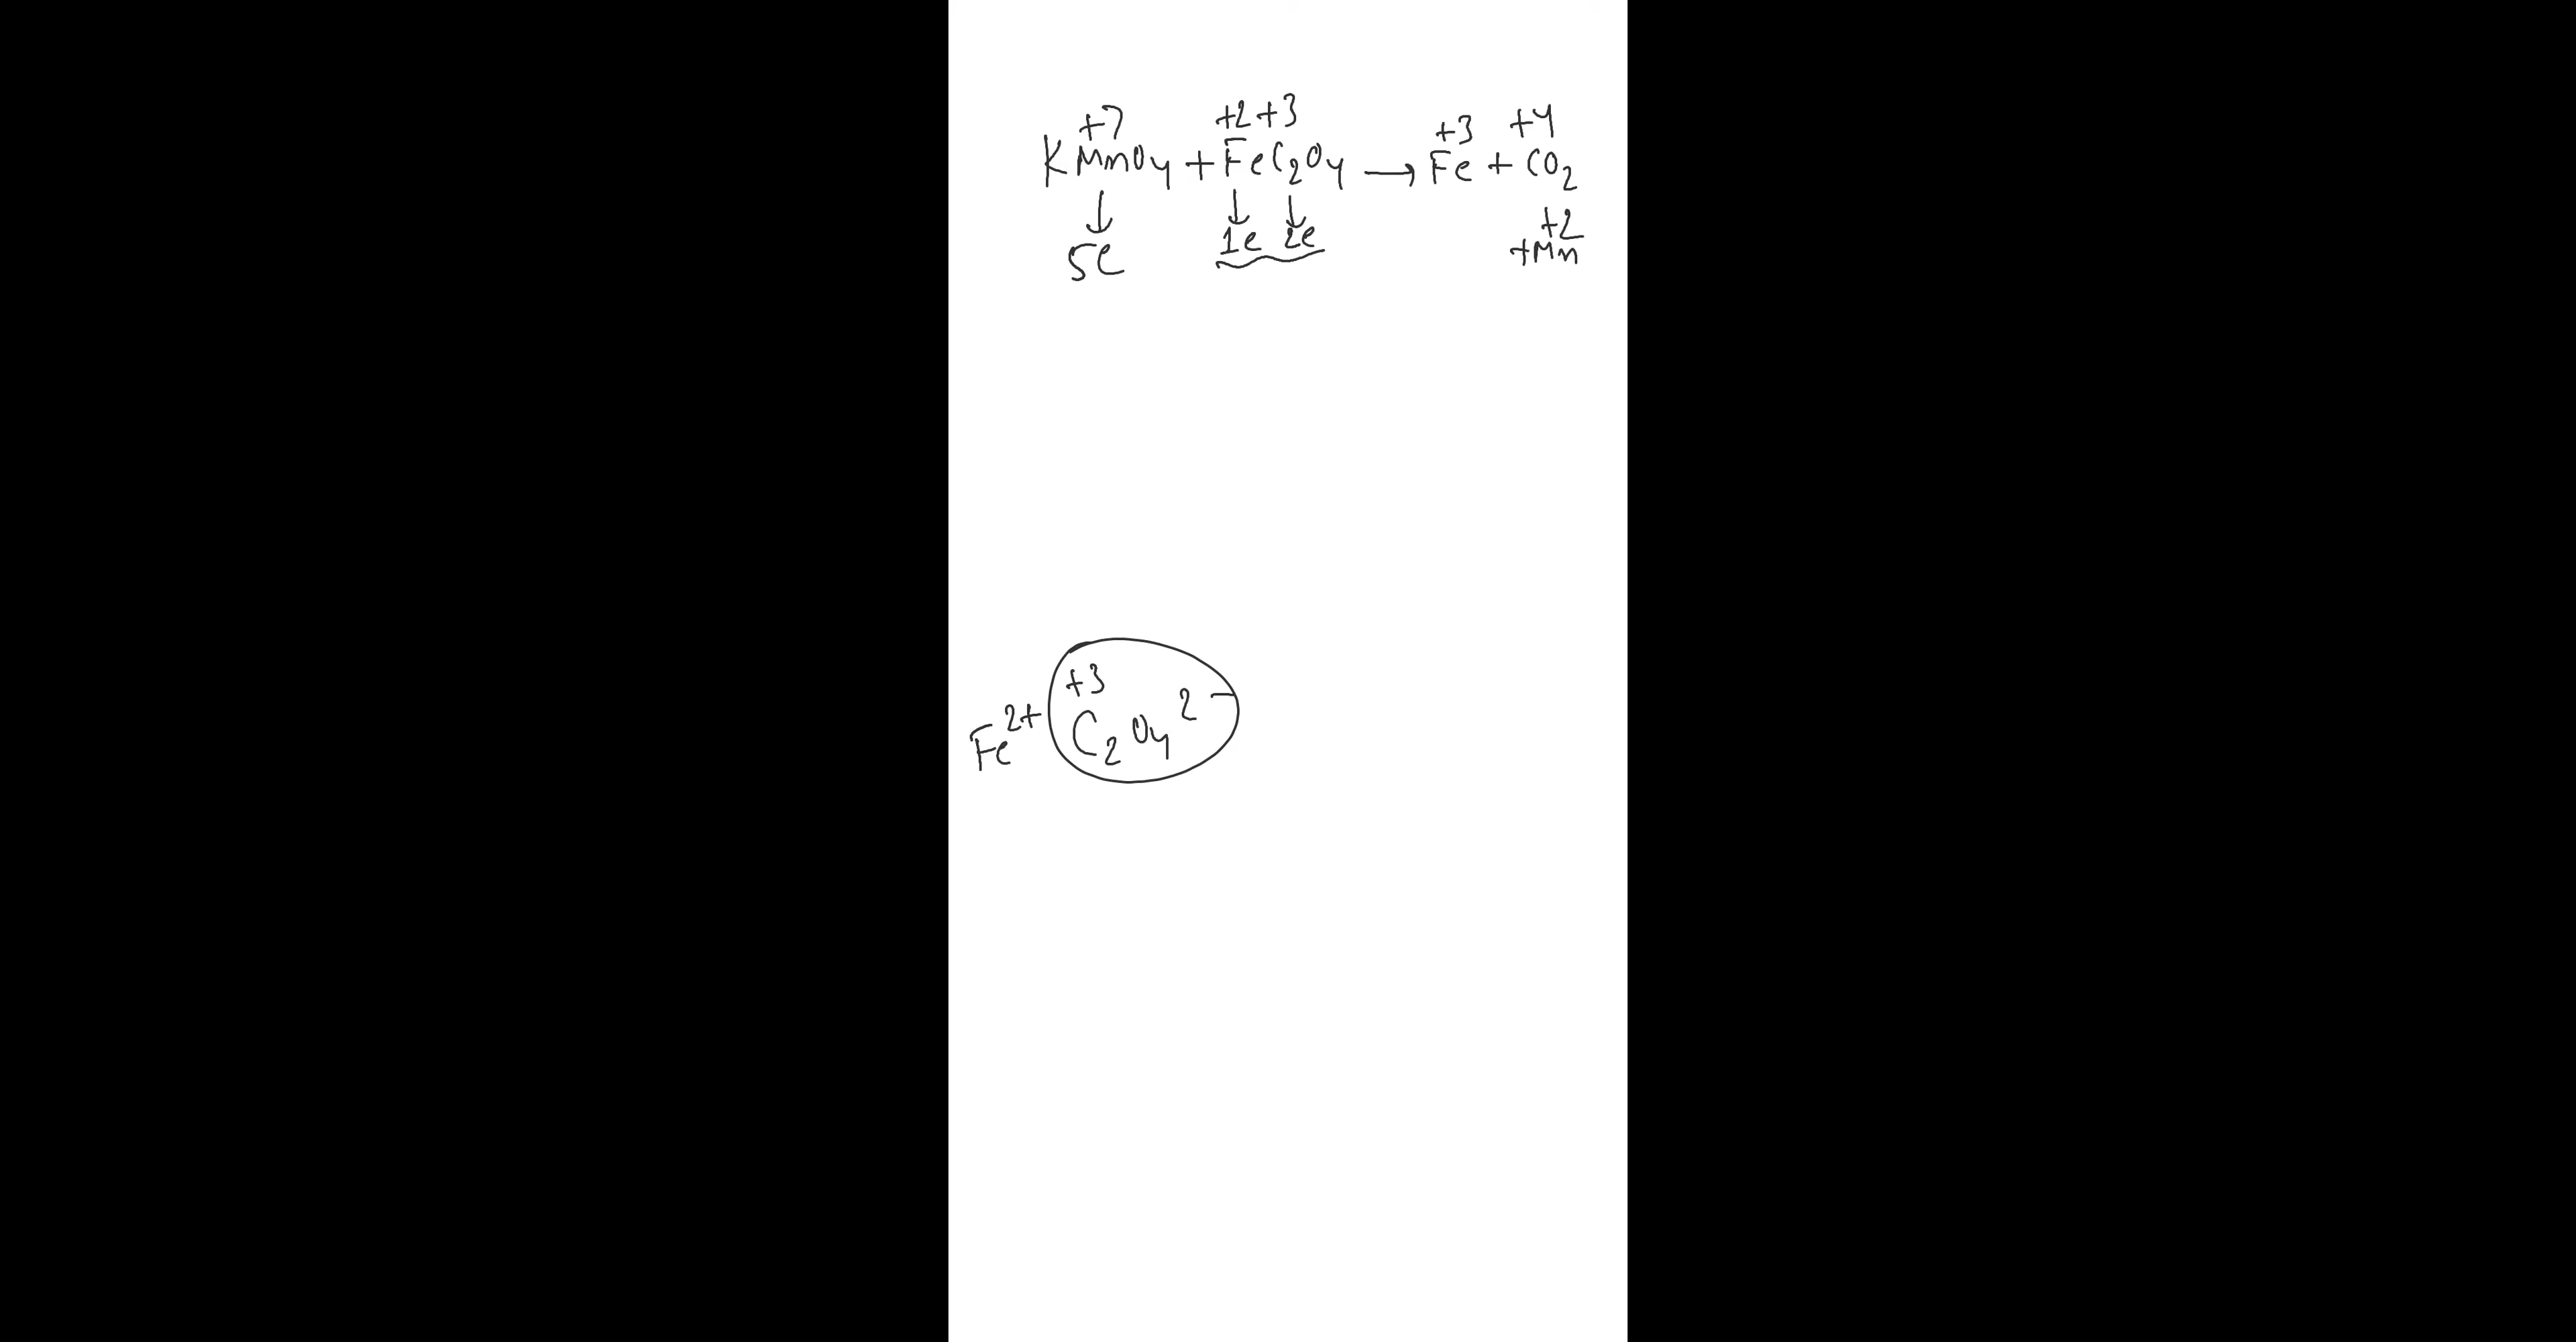 +7 +2 +3 +3 +4
KMnO4 + FeC2O4 → Fe + CO2
↓ ↓ ↓ +2
5e 1e 2e +Mn
+3
Fe2+ C2O4 2-